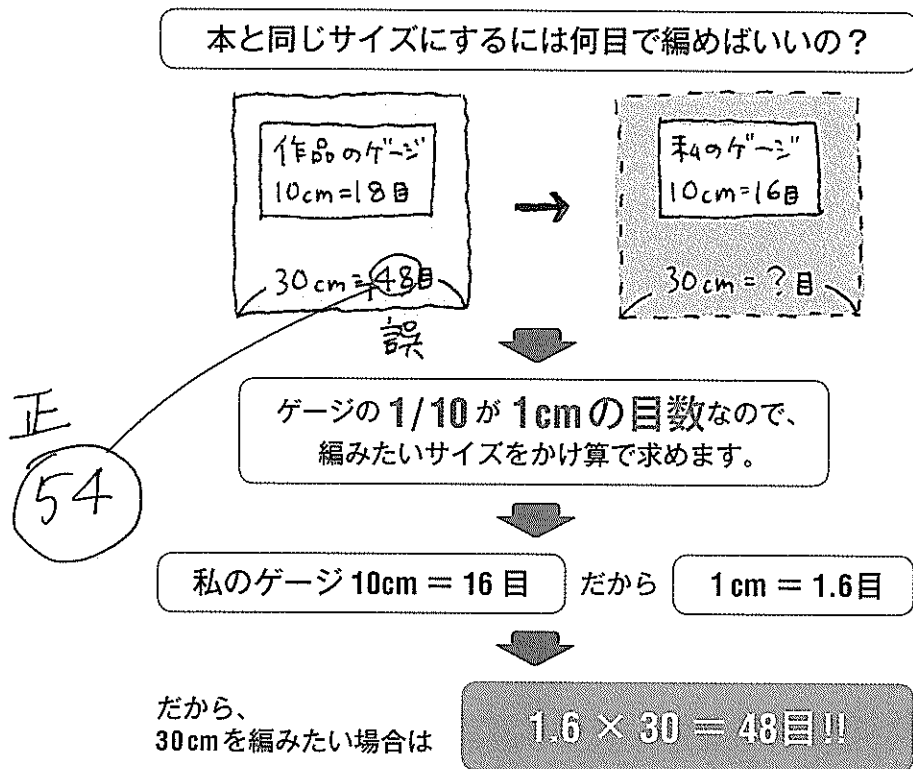 本と同じサイズにするには何目で編めばいいの？
作品のゲージ
10cm=18目
30cm=48目
誤
→
私のゲージ
10cm=16目
30cm=?目
正
54
ゲージの1/10が1cmの目数なので、
編みたいサイズをかけ算で求めます。
私のゲージ10cm＝16目 だから 1cm＝1.6目
だから、
30cmを編みたい場合は
1.6×30＝48目!!